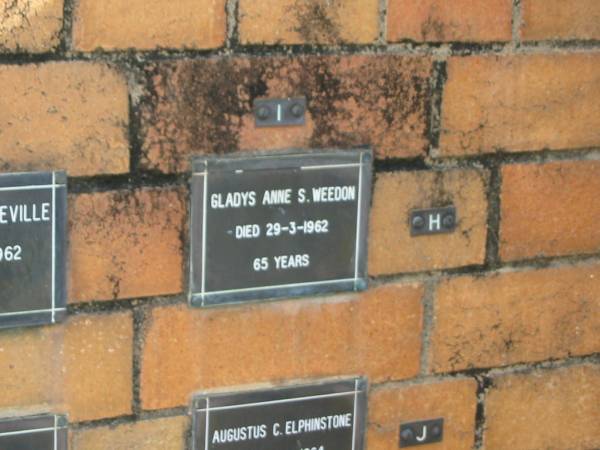 I
GLADYS ANNE S. WEEDON
DIED 29-3-1962
65 YEARS
H
EVILLE
962
AUGUSTUS C. ELPHINSTONE
J